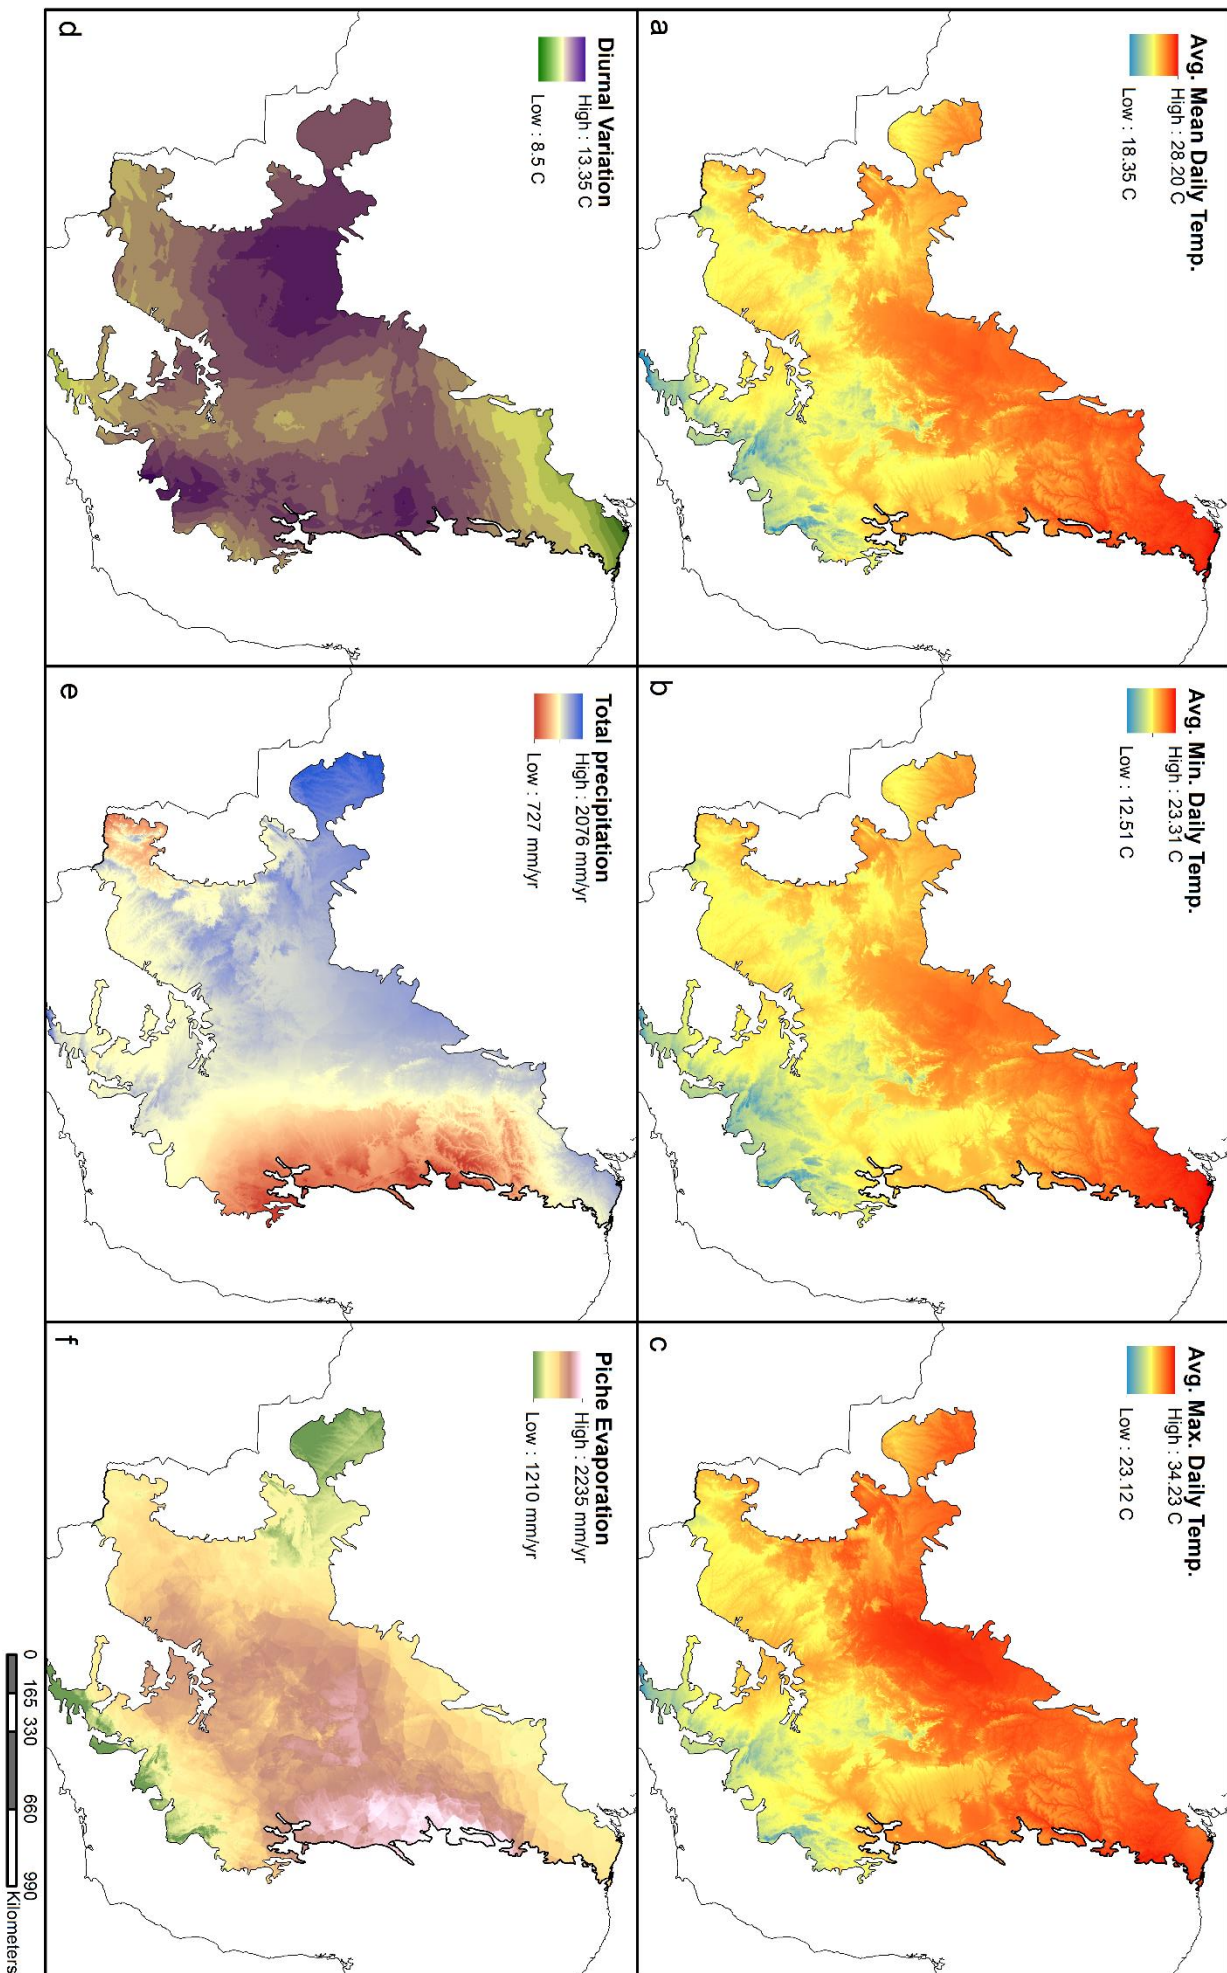 Avg. Mean Daily Temp.
High : 28.20 C
Low : 18.35 C
a
Avg. Min. Daily Temp.
High : 23.31 C
Low : 12.51 C
b
Avg. Max. Daily Temp.
High : 34.23 C
Low : 23.12 C
c
Diurnal Variation
High : 13.35 C
Low : 8.5 C
d
Total precipitation
High : 2076 mm/yr
Low : 727 mm/yr
e
Piche Evaporation
High : 2235 mm/yr
Low : 1210 mm/yr
f
0 165 330 660 990
Kilometers